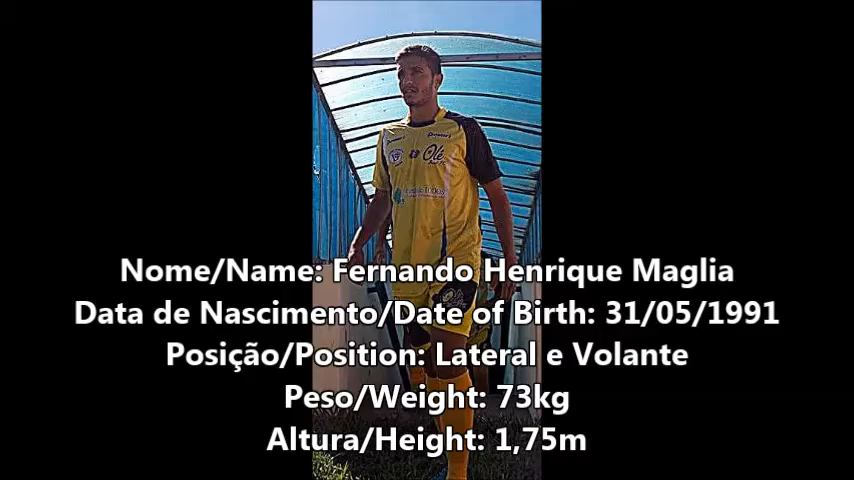 Olé
Nome/Name: Fernando Henrique Maglia
Data de Nascimento/Date of Birth: 31/05/1991
Posição/Position: Lateral e Volante
Peso/Weight: 73kg
Altura/Height: 1,75m